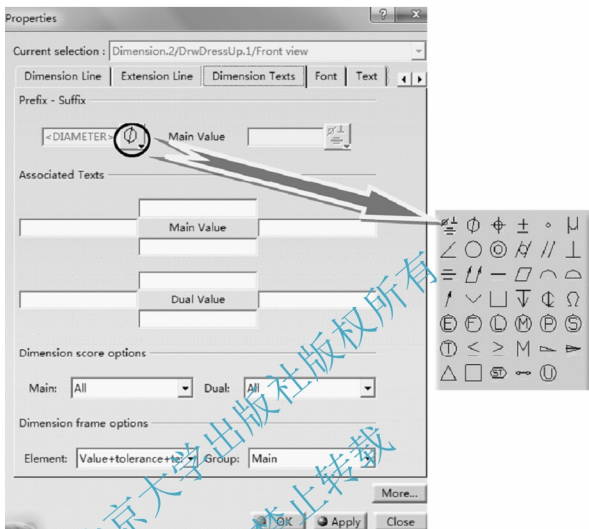 Properties
Current selection : Dimension.2/DrwDressUp.1/Front view
Dimension Line Extension Line Dimension Texts Font Text
Prefix - Suffix
<DIAMETER> Main Value
Associated Texts
Main Value
Dual Value
Dimension score options
Main: All Dual: All
Dimension frame options
Element: Value+tolerance+te: Group: Main
More...
OK Apply Close
京大学出版社版权所有
禁止转载